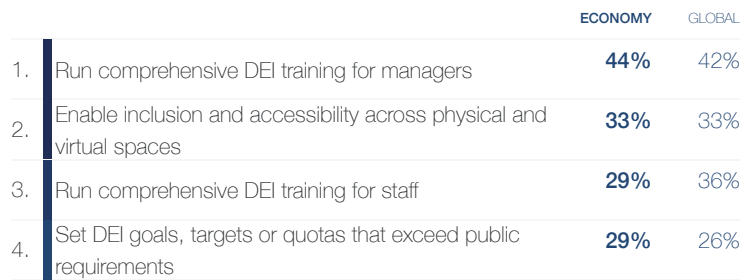 ECONOMY GLOBAL
1. Run comprehensive DEI training for managers 44% 42%
2. Enable inclusion and accessibility across physical and virtual spaces 33% 33%
3. Run comprehensive DEI training for staff 29% 36%
4. Set DEI goals, targets or quotas that exceed public requirements 29% 26%